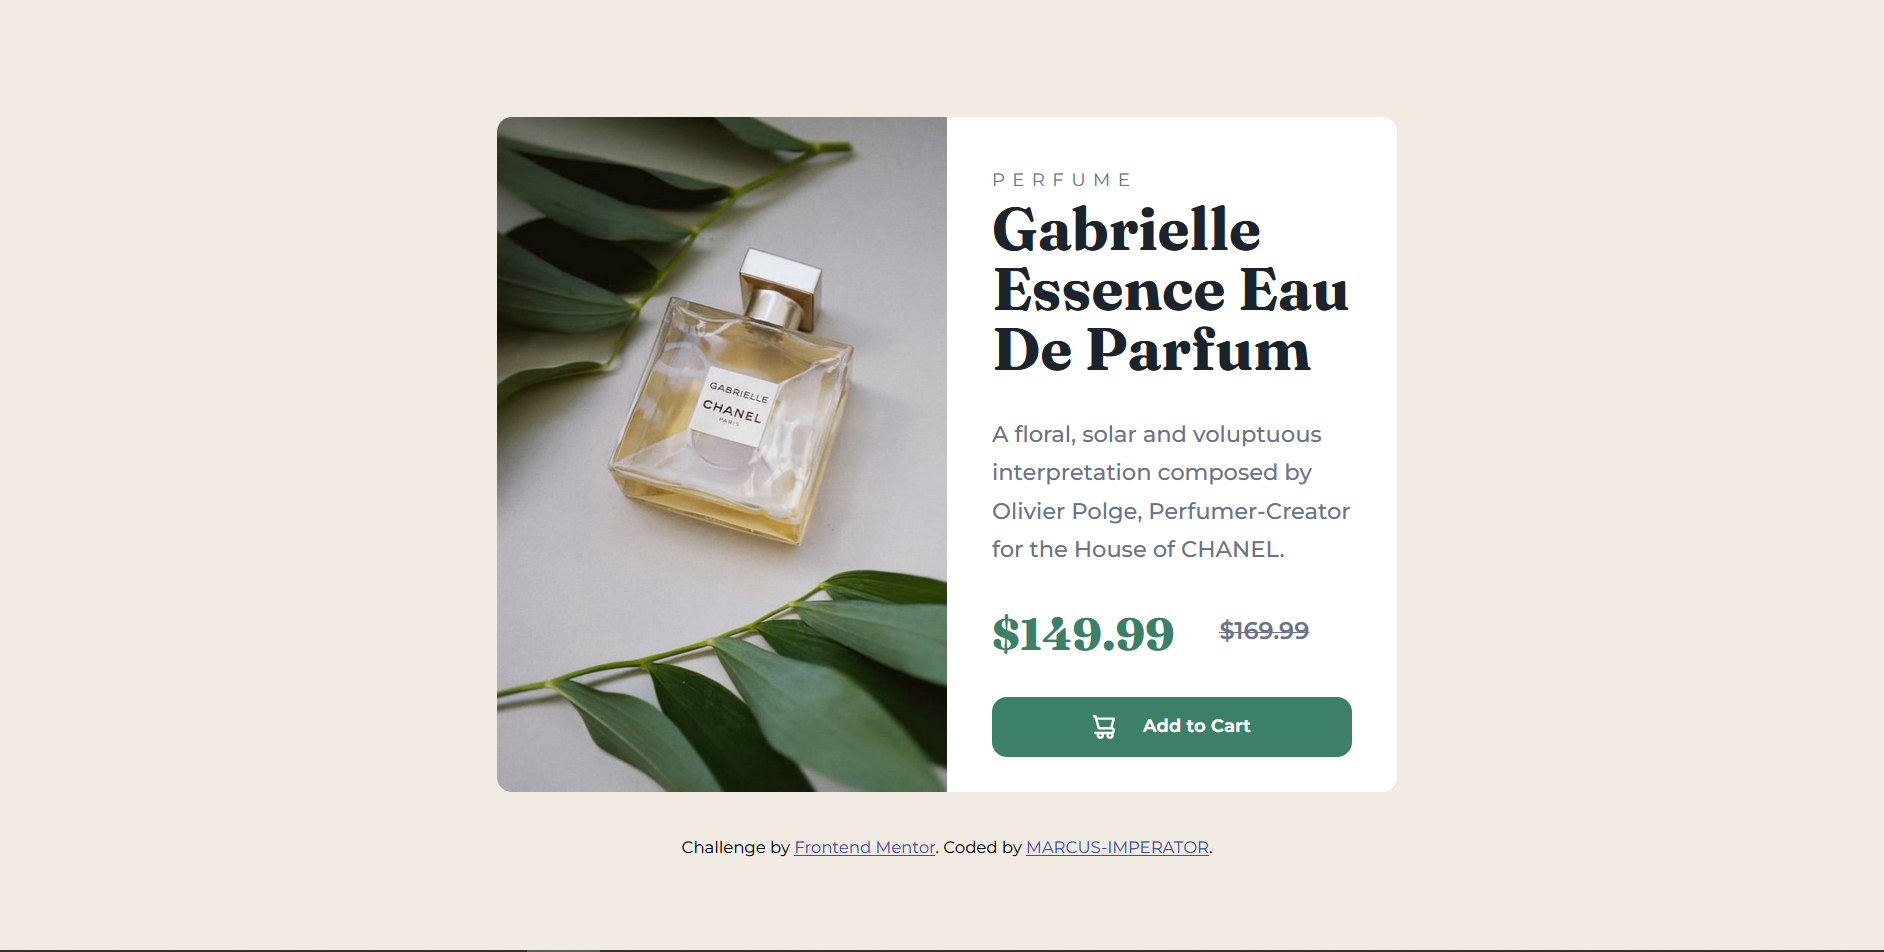 GABRIELLE
CHANEL
PARIS
PERFUME
Gabrielle
Essence Eau
De Parfum
A floral, solar and voluptuous
interpretation composed by
Olivier Polge, Perfumer-Creator
for the House of CHANEL.
$149.99 $169.99
Add to Cart
Challenge by Frontend Mentor. Coded by MARCUS-IMPERATOR.